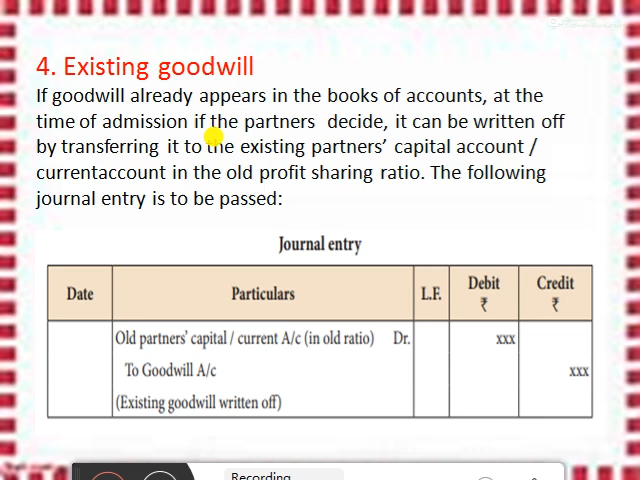 4. Existing goodwill
If goodwill already appears in the books of accounts, at the
time of admission if the partners decide, it can be written off
by transferring it to the existing partners’ capital account /
currentaccount in the old profit sharing ratio. The following
journal entry is to be passed:
Journal entry
Date Particulars L.F. Debit ₹ Credit ₹
Old partners’ capital / current A/c (in old ratio) Dr. xxx
To Goodwill A/c xxx
(Existing goodwill written off)
Recording